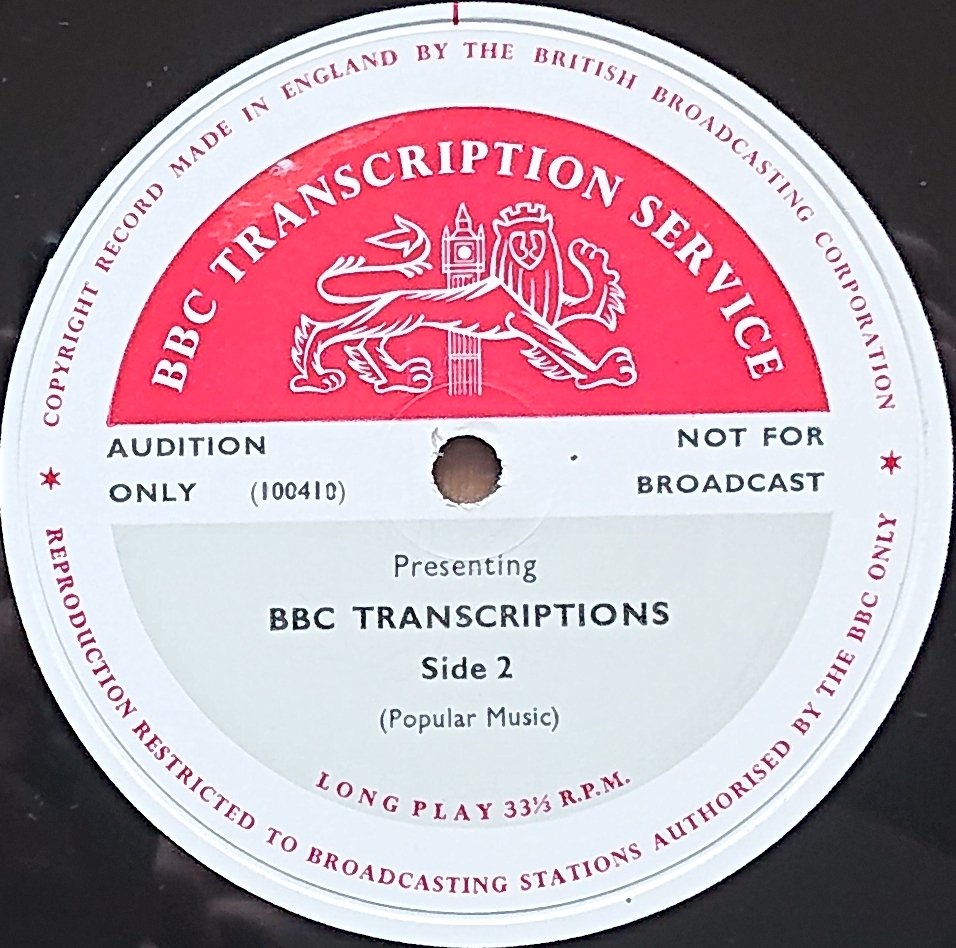 COPYRIGHT RECORD MADE IN ENGLAND BY THE BRITISH BROADCASTING CORPORATION
BBC TRANSCRIPTION SERVICE
AUDITION
ONLY (100410)
NOT FOR
BROADCAST
Presenting
BBC TRANSCRIPTIONS
Side 2
(Popular Music)
LONG PLAY 33⅓ R.P.M.
REPRODUCTION RESTRICTED TO BROADCASTING STATIONS AUTHORISED BY THE BBC ONLY